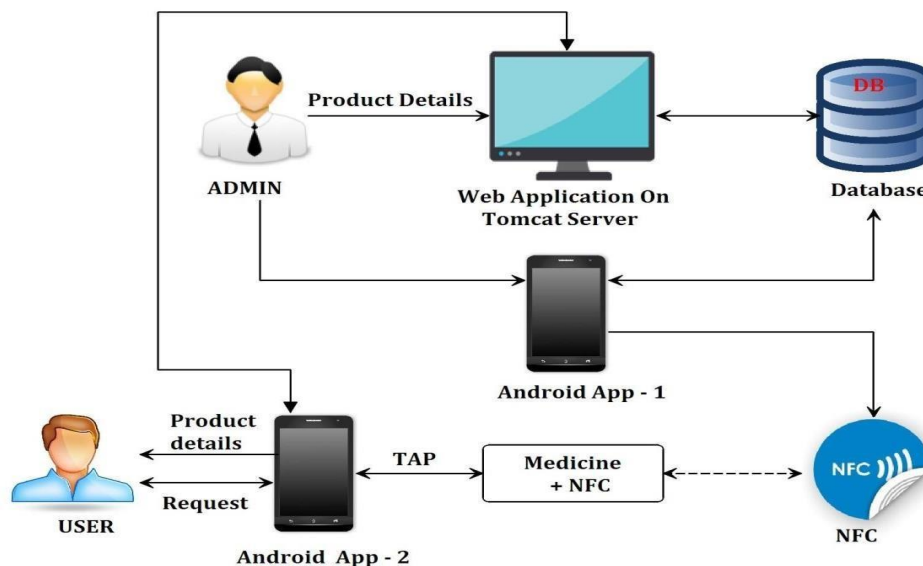 Product Details
DB
ADMIN
Web Application On
Tomcat Server
Database
Android App - 1
Product
details
Request
USER
TAP
Medicine
+ NFC
NFC
NFC
Android App - 2